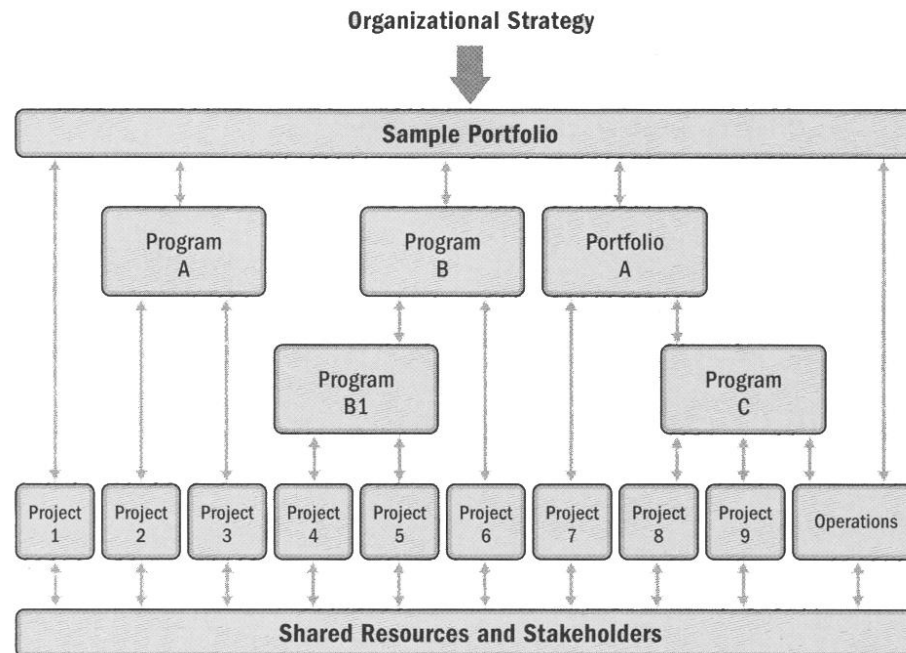 Organizational Strategy
Sample Portfolio
Program
A
Program
B
Portfolio
A
Program
B1
Program
C
Project
1
Project
2
Project
3
Project
4
Project
5
Project
6
Project
7
Project
8
Project
9
Operations
Shared Resources and Stakeholders